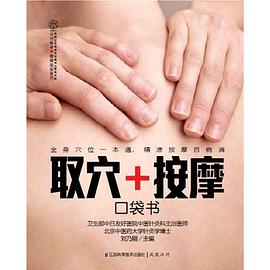 全身穴位一本通,精准按摩百病消
取穴+按摩
口袋书
卫生部中日友好医院中医针灸科主治医师
北京中医药大学针灸学博士
刘乃刚/主编
江苏科学技术出版社
凤凰汉竹